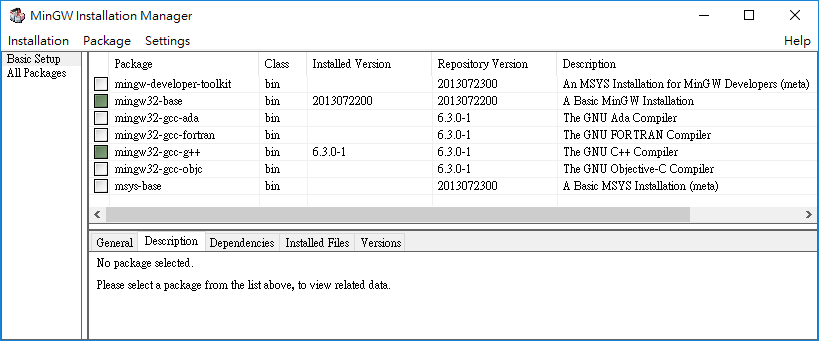 MinGW Installation Manager
Installation Package Settings Help
Basic Setup
All Packages
Package Class Installed Version Repository Version Description
mingw-developer-toolkit bin 2013072300 An MSYS Installation for MinGW Developers (meta)
mingw32-base bin 2013072200 2013072200 A Basic MinGW Installation
mingw32-gcc-ada bin 6.3.0-1 The GNU Ada Compiler
mingw32-gcc-fortran bin 6.3.0-1 The GNU FORTRAN Compiler
mingw32-gcc-g++ bin 6.3.0-1 6.3.0-1 The GNU C++ Compiler
mingw32-gcc-objc bin 6.3.0-1 The GNU Objective-C Compiler
msys-base bin 2013072300 A Basic MSYS Installation (meta)
General Description Dependencies Installed Files Versions
No package selected.
Please select a package from the list above, to view related data.